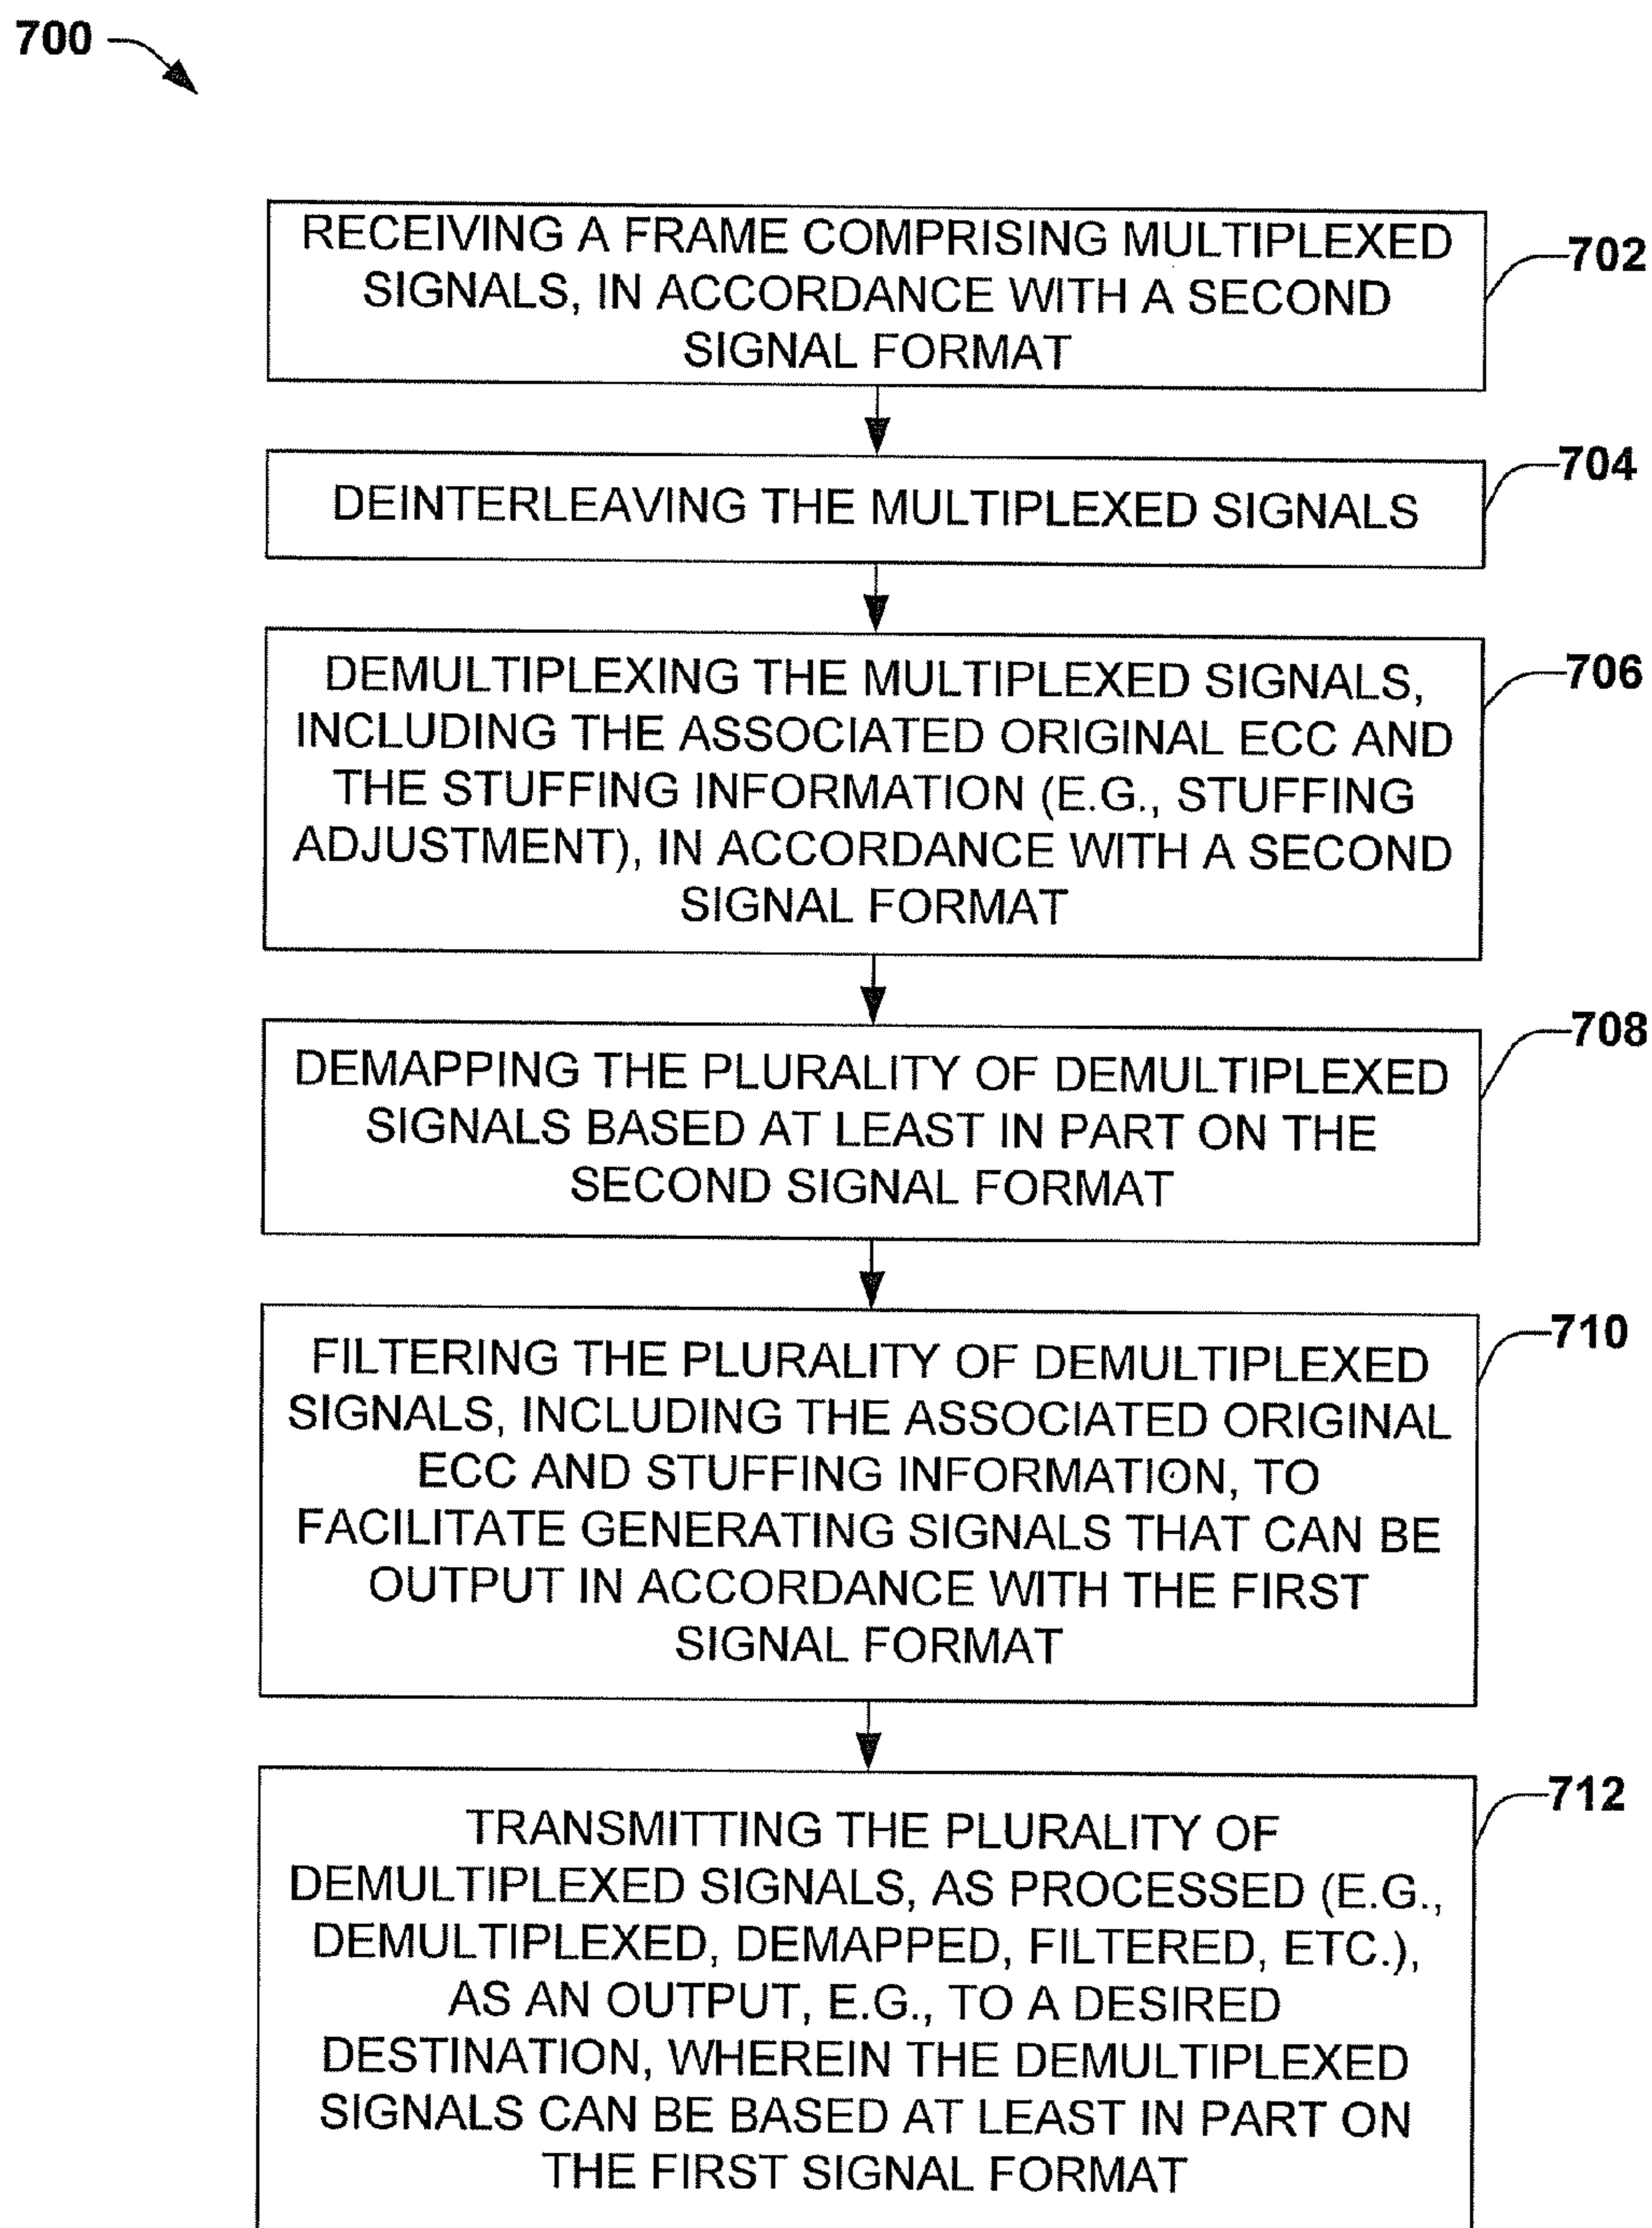 700
RECEIVING A FRAME COMPRISING MULTIPLEXED
SIGNALS, IN ACCORDANCE WITH A SECOND
SIGNAL FORMAT
702
DEINTERLEAVING THE MULTIPLEXED SIGNALS
704
DEMULTIPLEXING THE MULTIPLEXED SIGNALS,
INCLUDING THE ASSOCIATED ORIGINAL ECC AND
THE STUFFING INFORMATION (E.G., STUFFING
ADJUSTMENT), IN ACCORDANCE WITH A SECOND
SIGNAL FORMAT
706
DEMAPPING THE PLURALITY OF DEMULTIPLEXED
SIGNALS BASED AT LEAST IN PART ON THE
SECOND SIGNAL FORMAT
708
FILTERING THE PLURALITY OF DEMULTIPLEXED
SIGNALS, INCLUDING THE ASSOCIATED ORIGINAL
ECC AND STUFFING INFORMATION, TO
FACILITATE GENERATING SIGNALS THAT CAN BE
OUTPUT IN ACCORDANCE WITH THE FIRST
SIGNAL FORMAT
710
TRANSMITTING THE PLURALITY OF
DEMULTIPLEXED SIGNALS, AS PROCESSED (E.G.,
DEMULTIPLEXED, DEMAPPED, FILTERED, ETC.),
AS AN OUTPUT, E.G., TO A DESIRED
DESTINATION, WHEREIN THE DEMULTIPLEXED
SIGNALS CAN BE BASED AT LEAST IN PART ON
THE FIRST SIGNAL FORMAT
712